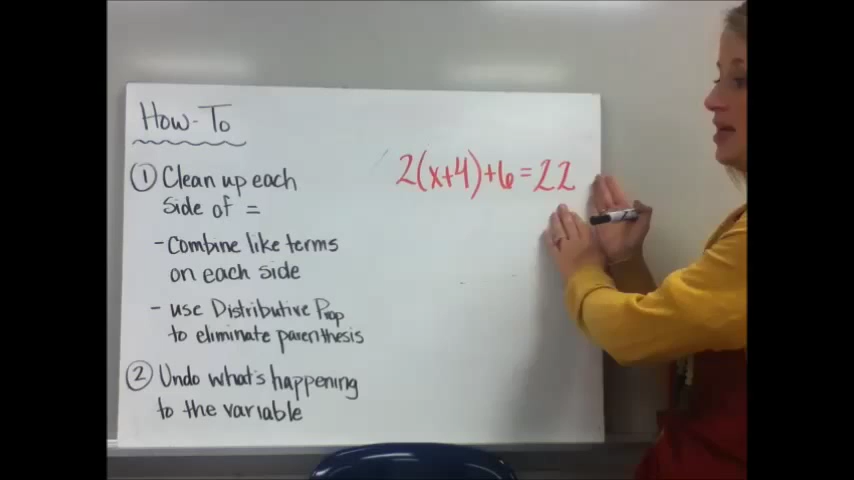 How-To
① Clean up each
side of =
- Combine like terms
on each side
- use Distributive Prop
to eliminate parenthesis
② Undo what's happening
to the variable
2(x+4)+6=22